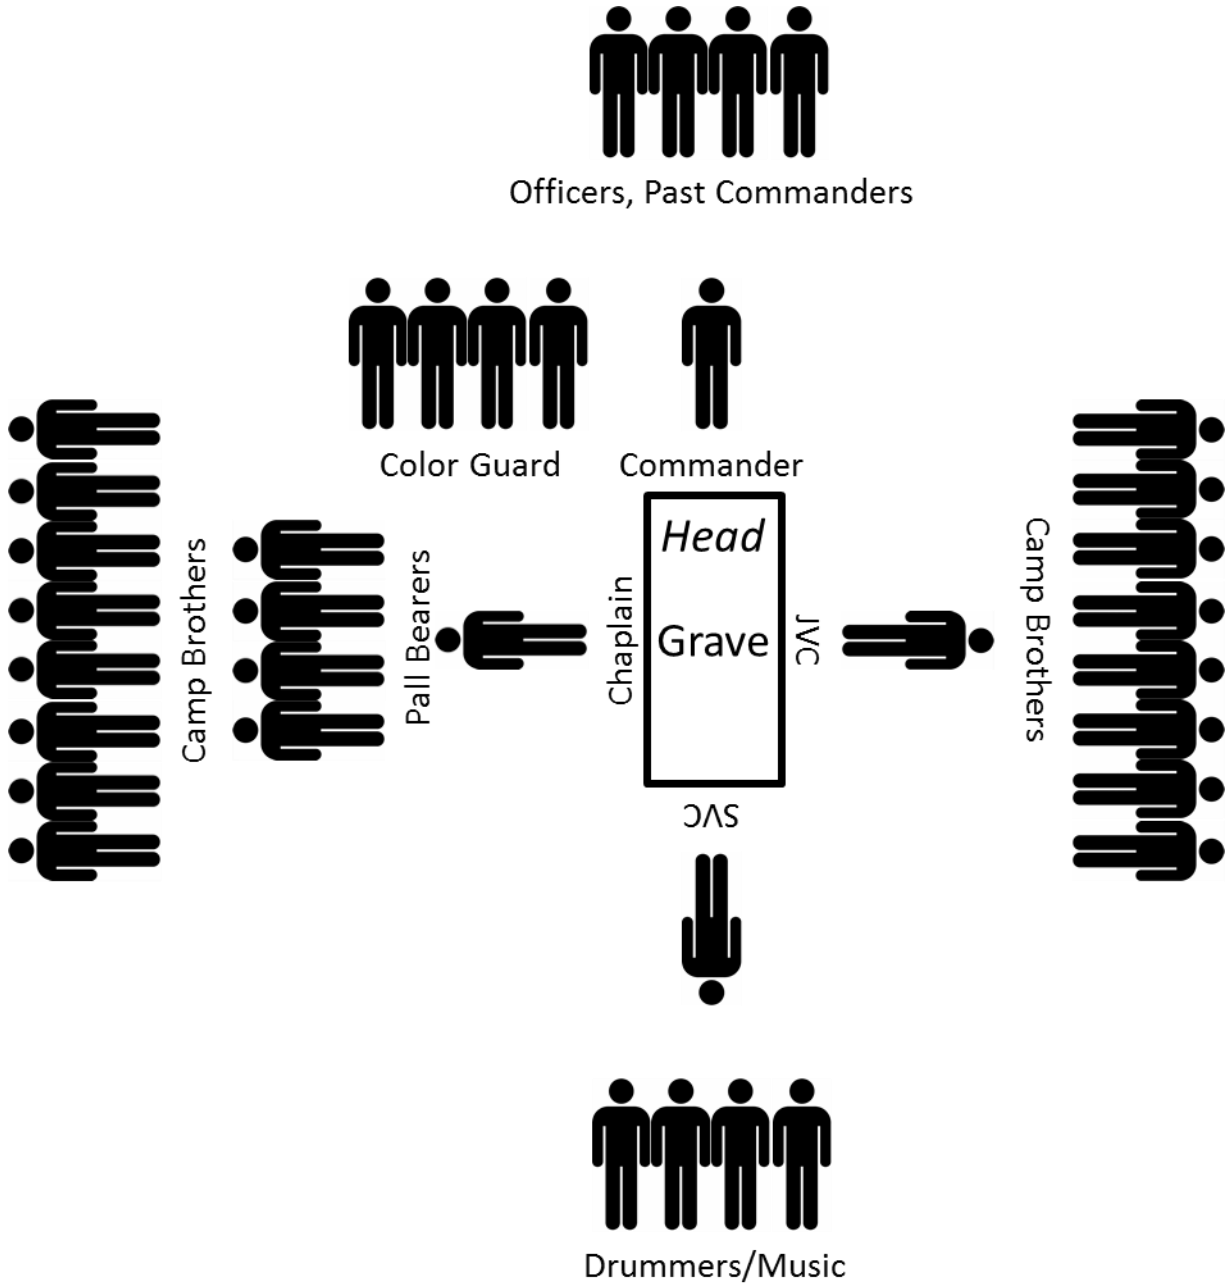 Officers, Past Commanders
Color Guard
Commander
Head
Camp Brothers
Pall Bearers
Chaplain
Grave
JVC
Camp Brothers
SVC
Drummers/Music